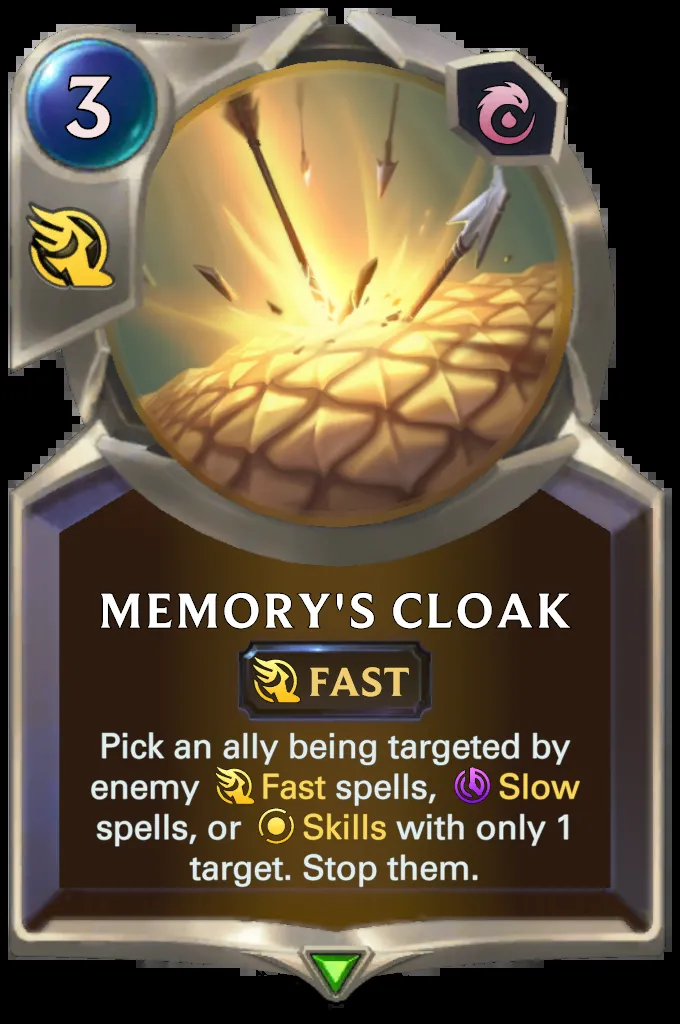 3
MEMORY'S CLOAK
FAST
Pick an ally being targeted by
enemy Fast spells, Slow
spells, or Skills with only 1
target. Stop them.